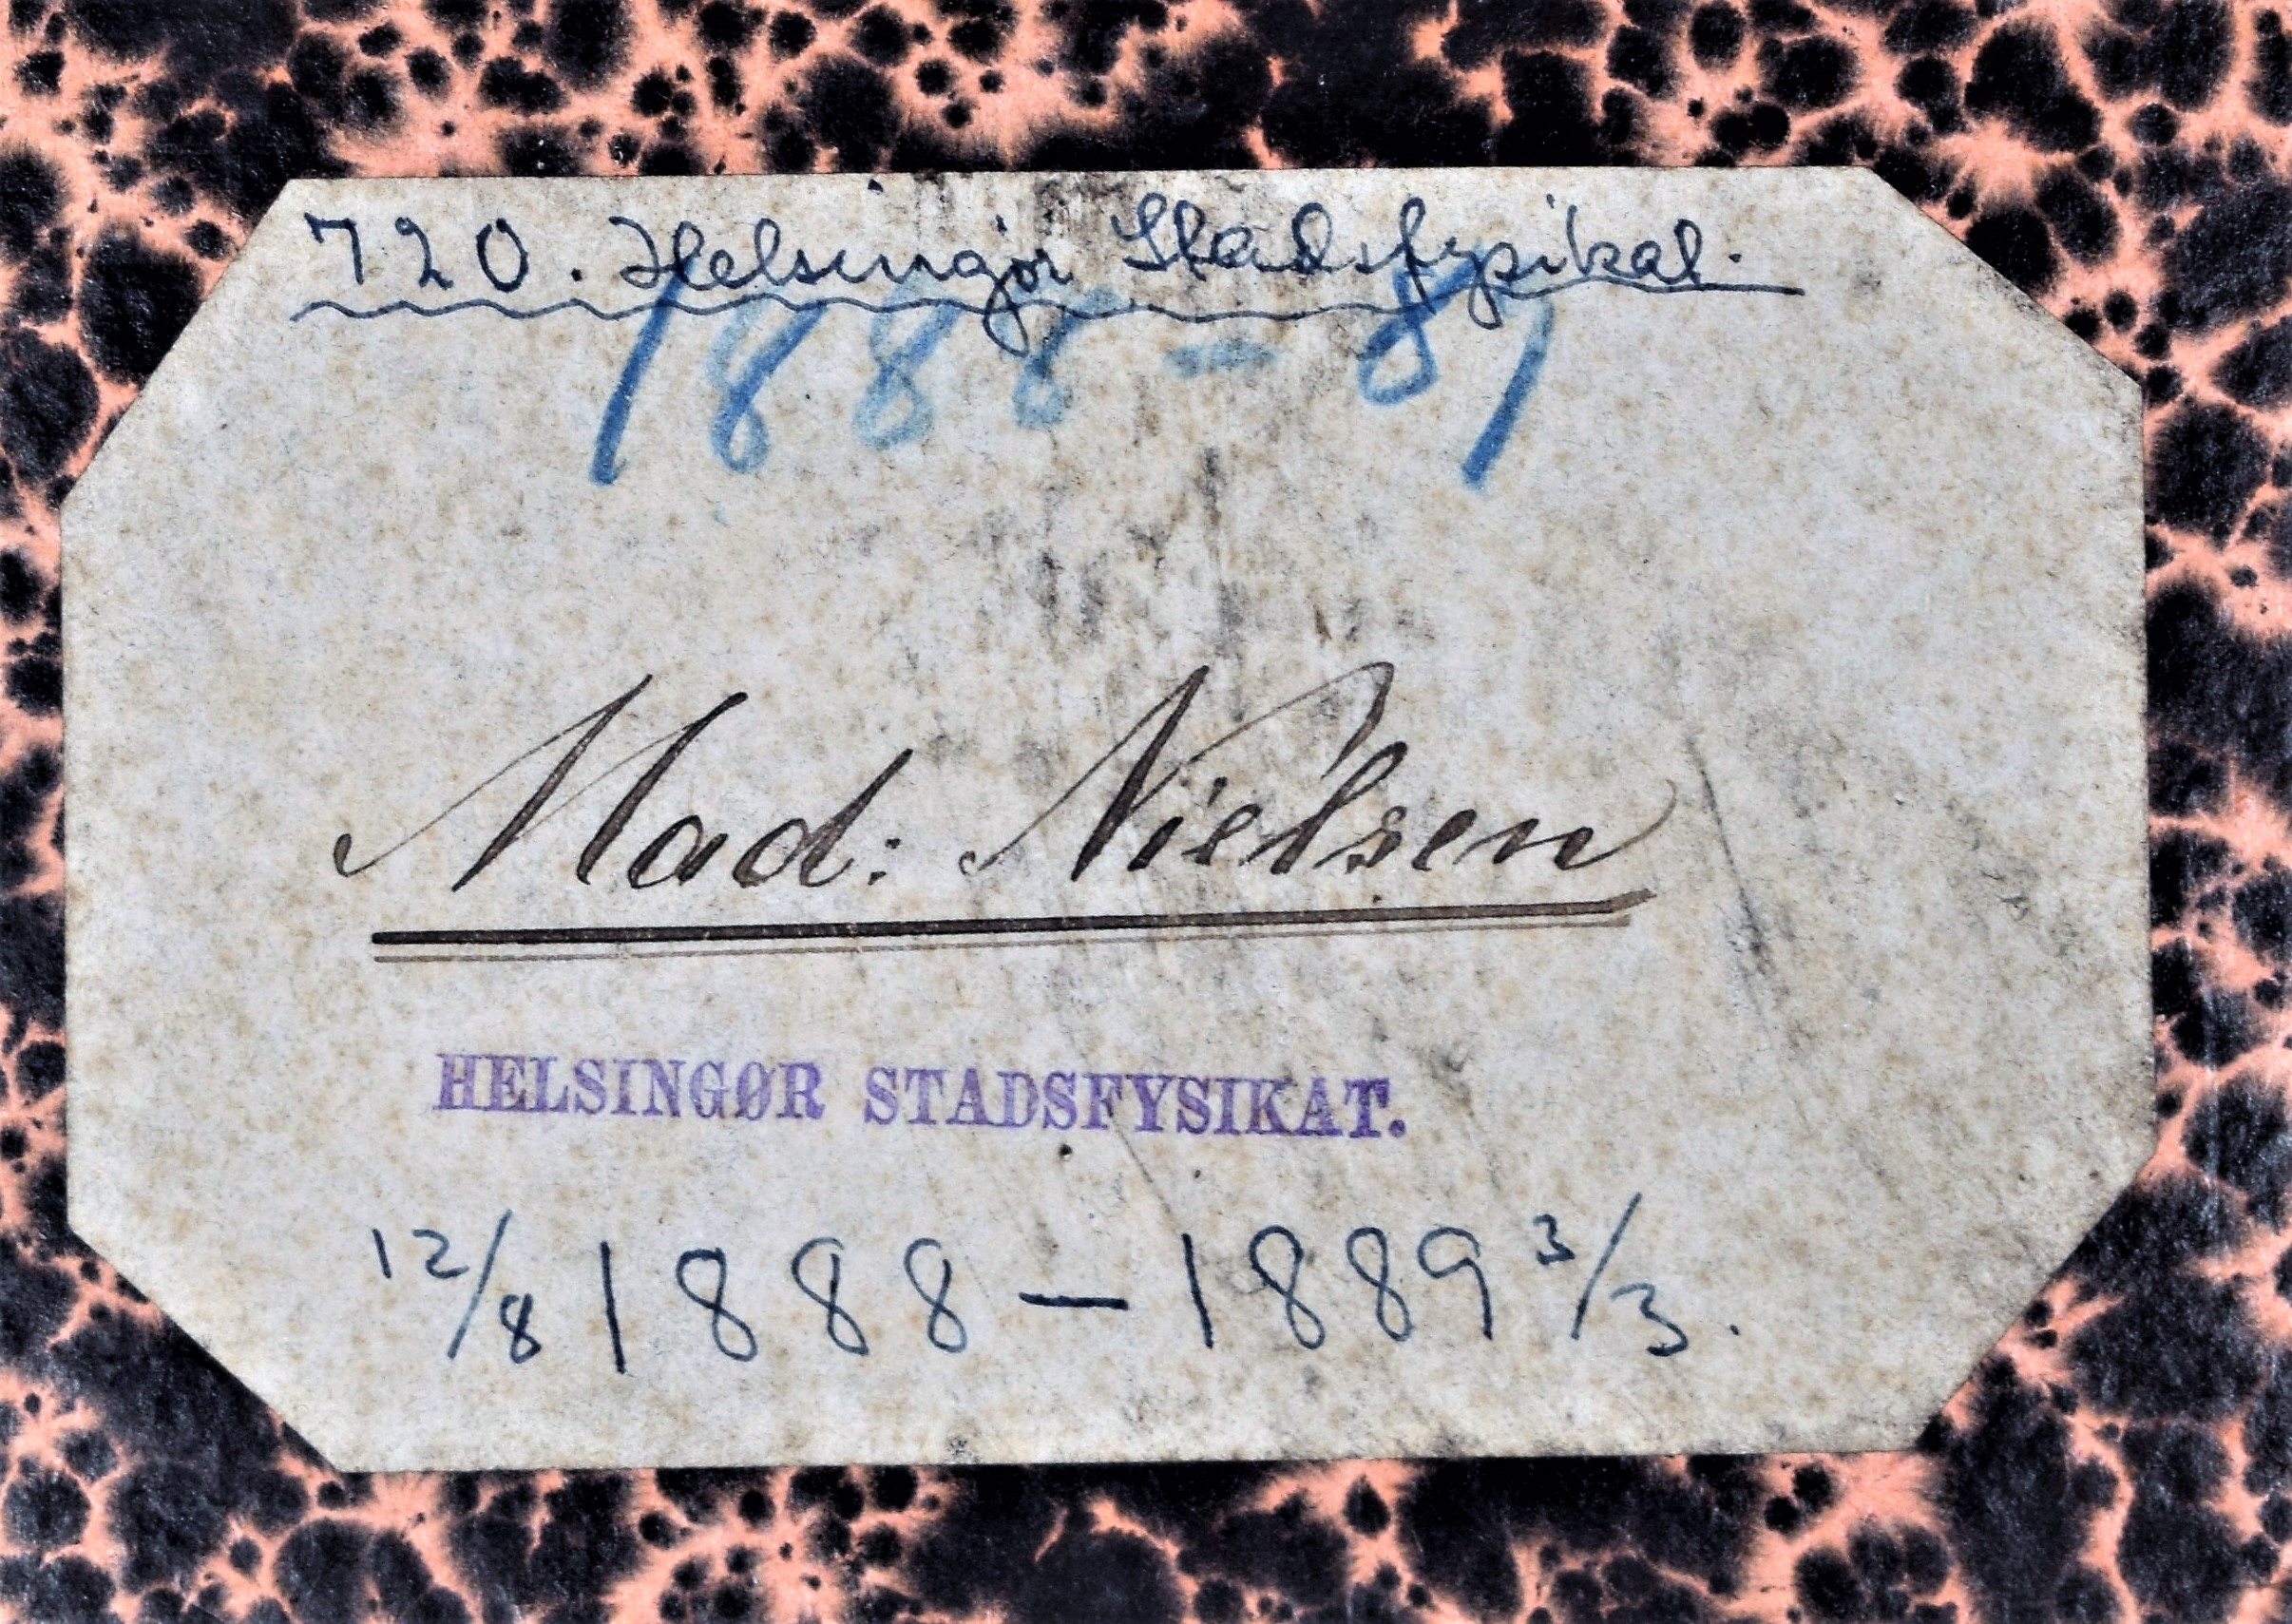 720. Helsingør Stadsfysikat.
1888-89
Mad: Nielsen
HELSINGØR STADSFYSIKAT.
12/8 1888 — 1889 3/3.